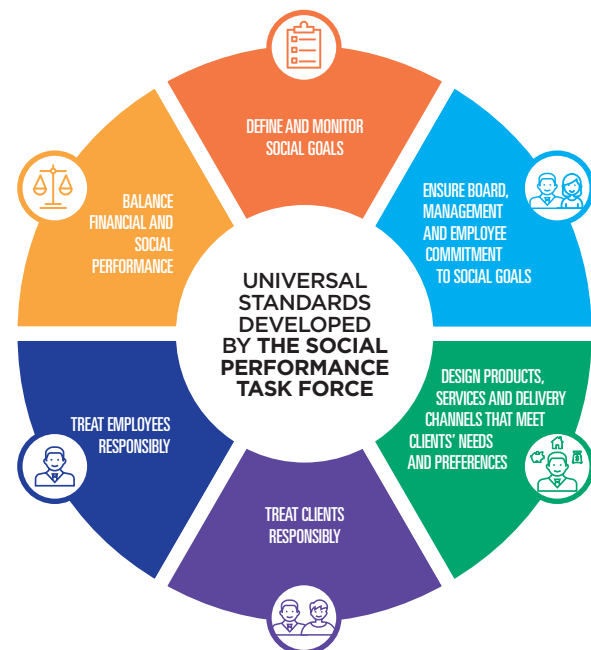 DEFINE AND MONITOR
SOCIAL GOALS
ENSURE BOARD,
MANAGEMENT
AND EMPLOYEE
COMMITMENT
TO SOCIAL GOALS
DESIGN PRODUCTS,
SERVICES AND DELIVERY
CHANNELS THAT MEET
CLIENTS' NEEDS
AND PREFERENCES
TREAT CLIENTS
RESPONSIBLY
TREAT EMPLOYEES
RESPONSIBLY
BALANCE
FINANCIAL AND
SOCIAL
PERFORMANCE
UNIVERSAL
STANDARDS
DEVELOPED
BY THE SOCIAL
PERFORMANCE
TASK FORCE